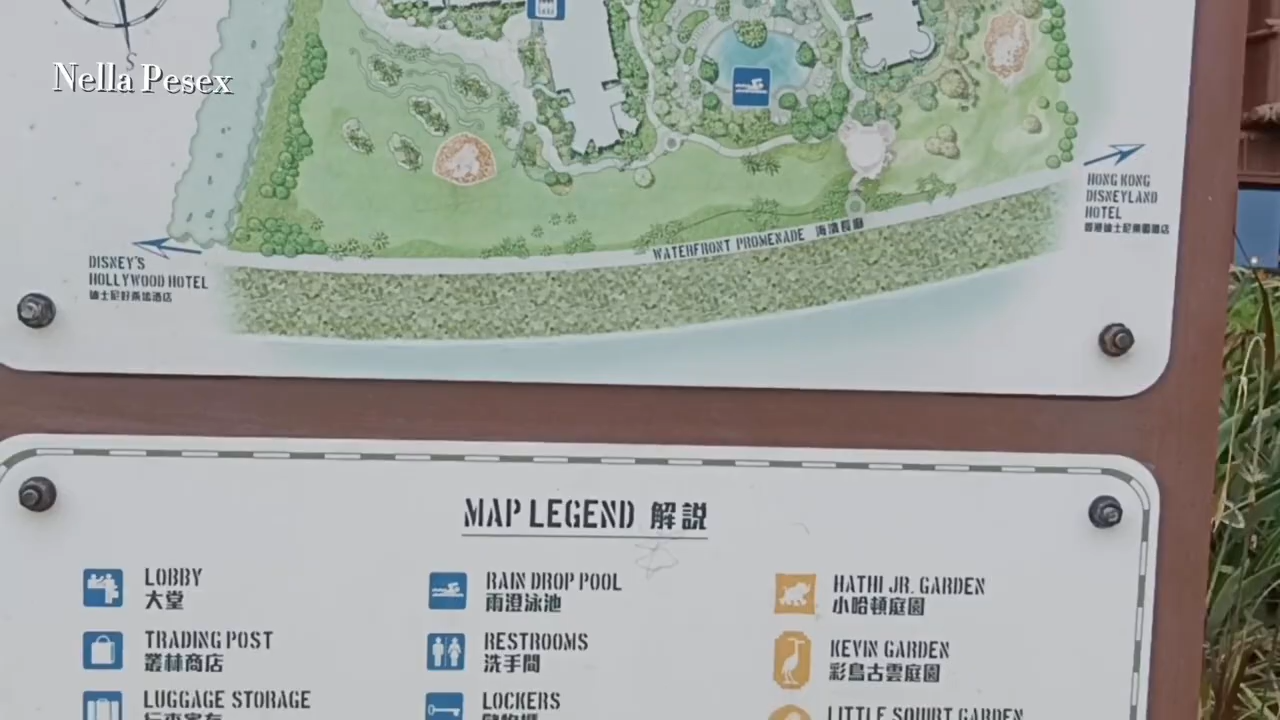 S
Nella Pesex
HONG KONG
DISNEYLAND
HOTEL
香港迪士尼樂園酒店
WATERFRONT PROMENADE 海濱長廊
DISNEY'S
HOLLYWOOD HOTEL
迪士尼好萊塢酒店
MAP LEGEND 解説
LOBBY
大堂
TRADING POST
叢林商店
LUGGAGE STORAGE
RAIN DROP POOL
雨澄泳池
RESTROOMS
洗手間
LOCKERS
HATHI JR. GARDEN
小哈頓庭園
KEVIN GARDEN
彩鳥古雲庭園
LITTLE SQUIRT GARDEN